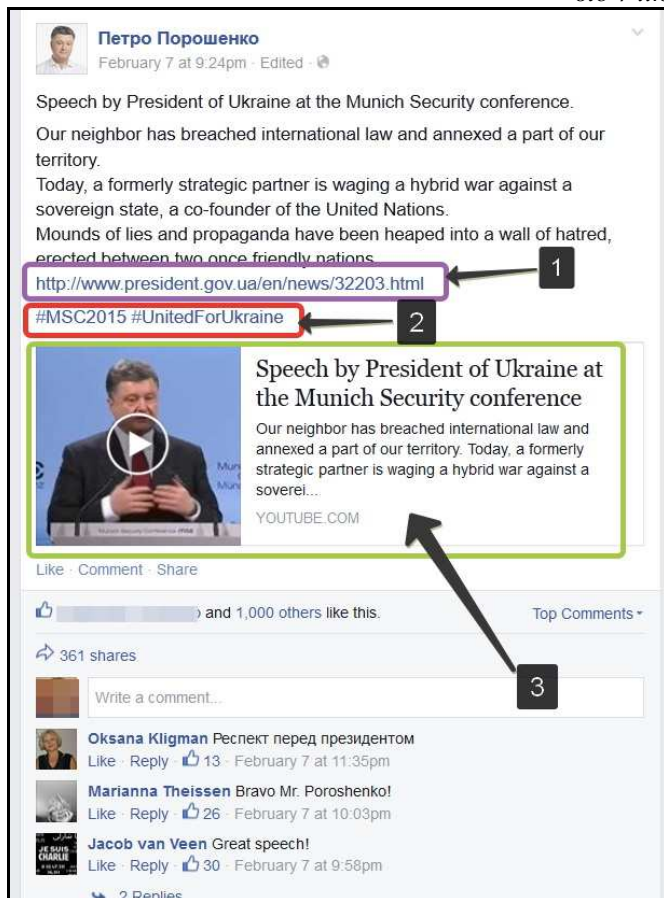 Петро Порошенко
February 7 at 9:24pm · Edited ·
Speech by President of Ukraine at the Munich Security conference.
Our neighbor has breached international law and annexed a part of our
territory.
Today, a formerly strategic partner is waging a hybrid war against a
sovereign state, a co-founder of the United Nations.
Mounds of lies and propaganda have been heaped into a wall of hatred,
erected between two once friendly nations
http://www.president.gov.ua/en/news/32203.html
1
#MSC2015 #UnitedForUkraine
2
Speech by President of Ukraine at
the Munich Security conference
Our neighbor has breached international law and
annexed a part of our territory. Today, a formerly
strategic partner is waging a hybrid war against a
soverei...
YOUTUBE.COM
Like · Comment · Share
and 1,000 others like this.
Top Comments
361 shares
3
Write a comment...
Oksana Kligman Респект перед президентом
Like · Reply · 13 · February 7 at 11:35pm
Marianna Theissen Bravo Mr. Poroshenko!
Like · Reply · 26 · February 7 at 10:03pm
JE SUIS
CHARLIE
Jacob van Veen Great speech!
Like · Reply · 30 · February 7 at 9:58pm
2 Replies